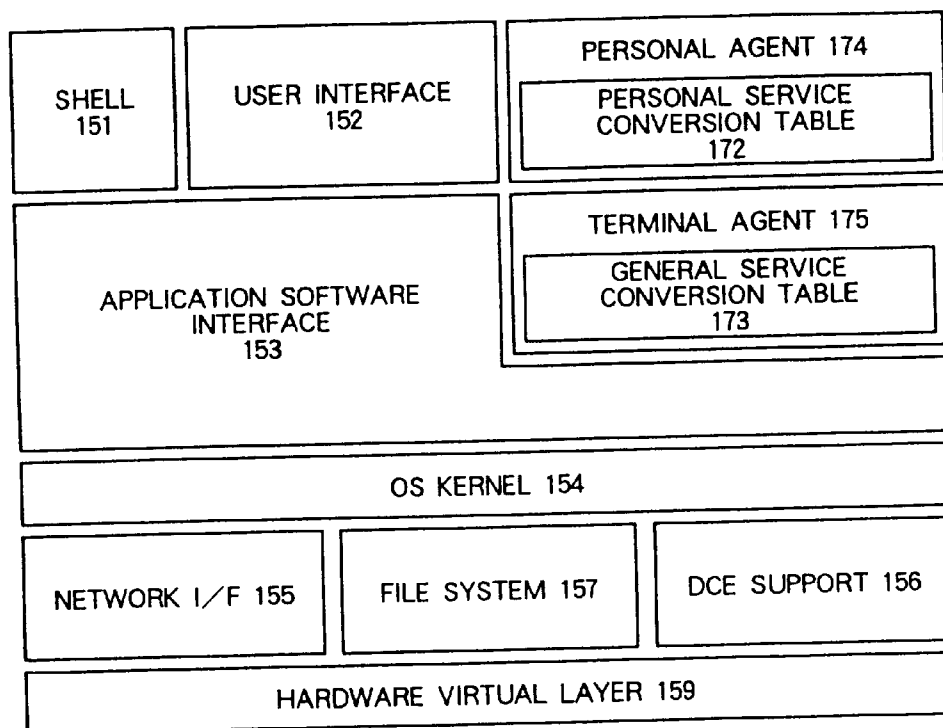 SHELL
151
USER INTERFACE
152
PERSONAL AGENT 174
PERSONAL SERVICE
CONVERSION TABLE
172
APPLICATION SOFTWARE
INTERFACE
153
TERMINAL AGENT 175
GENERAL SERVICE
CONVERSION TABLE
173
OS KERNEL 154
NETWORK I/F 155
FILE SYSTEM 157
DCE SUPPORT 156
HARDWARE VIRTUAL LAYER 159